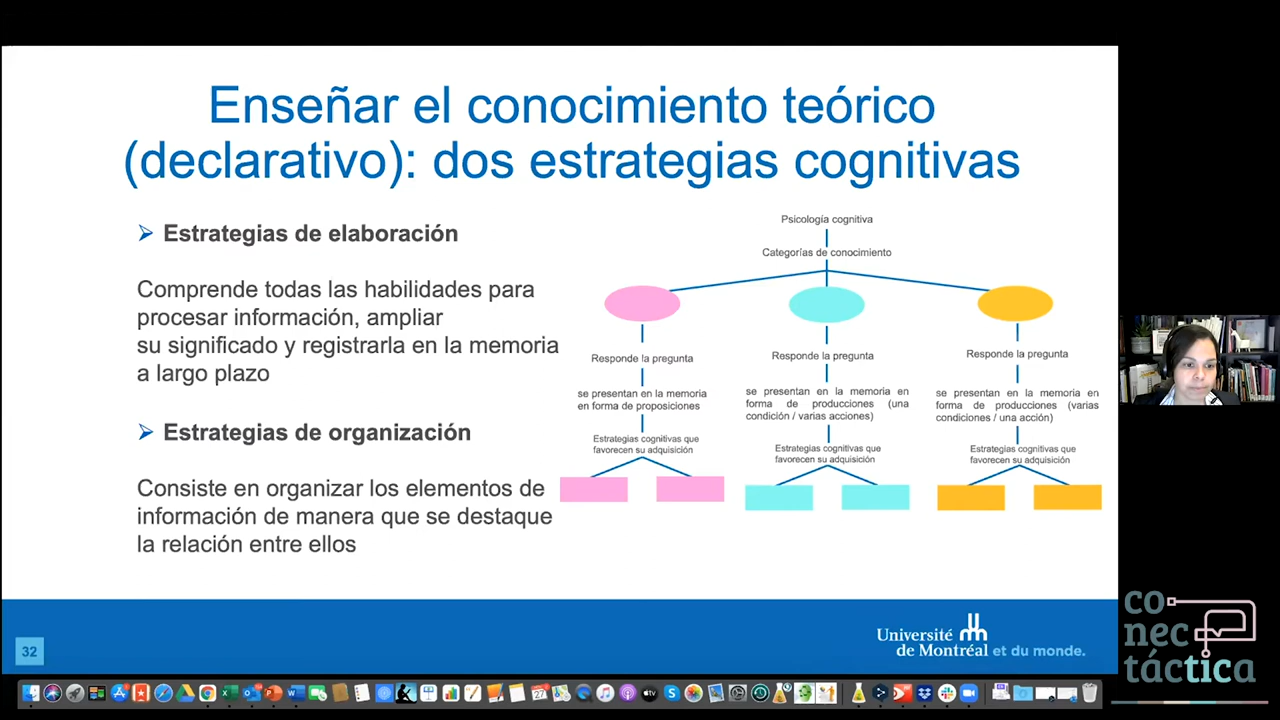 Enseñar el conocimiento teórico
(declarativo): dos estrategias cognitivas
Estrategias de elaboración
Comprende todas las habilidades para
procesar información, ampliar
su significado y registrarla en la memoria
a largo plazo
Estrategias de organización
Consiste en organizar los elementos de
información de manera que se destaque
la relación entre ellos
Psicología cognitiva
Categorías de conocimiento
Responde la pregunta
se presentan en la memoria
en forma de proposiciones
Estrategias cognitivas que
favorecen su adquisición
Responde la pregunta
se presentan en la memoria en
forma de producciones (una
condición / varias acciones)
Estrategias cognitivas que
favorecen su adquisición
Responde la pregunta
se presentan en la memoria en
forma de producciones (varias
condiciones / una acción)
Estrategias cognitivas que
favorecen su adquisición
32
Université
de Montréal et du monde.
co
nec
táctica